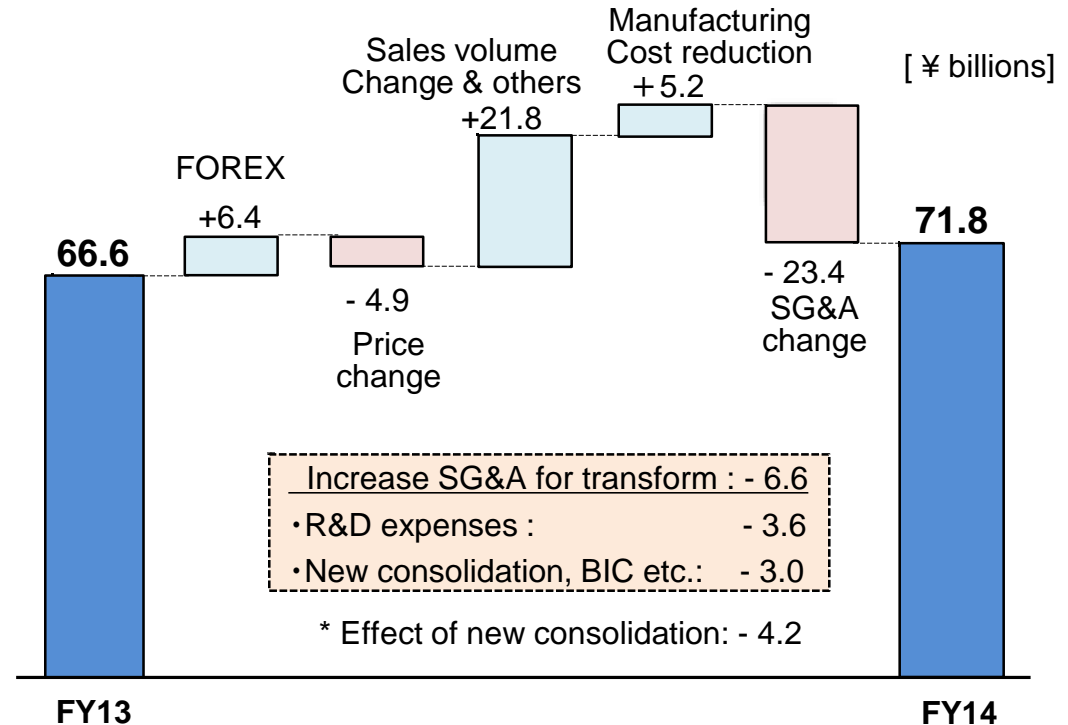 Manufacturing
Cost reduction
+5.2
[ ¥ billions]
Sales volume
Change & others
+21.8
FOREX
+6.4
66.6
71.8
- 4.9
Price
change
- 23.4
SG&A
change
Increase SG&A for transform : - 6.6
・R&D expenses : - 3.6
・New consolidation, BIC etc.: - 3.0
* Effect of new consolidation: - 4.2
FY13
FY14